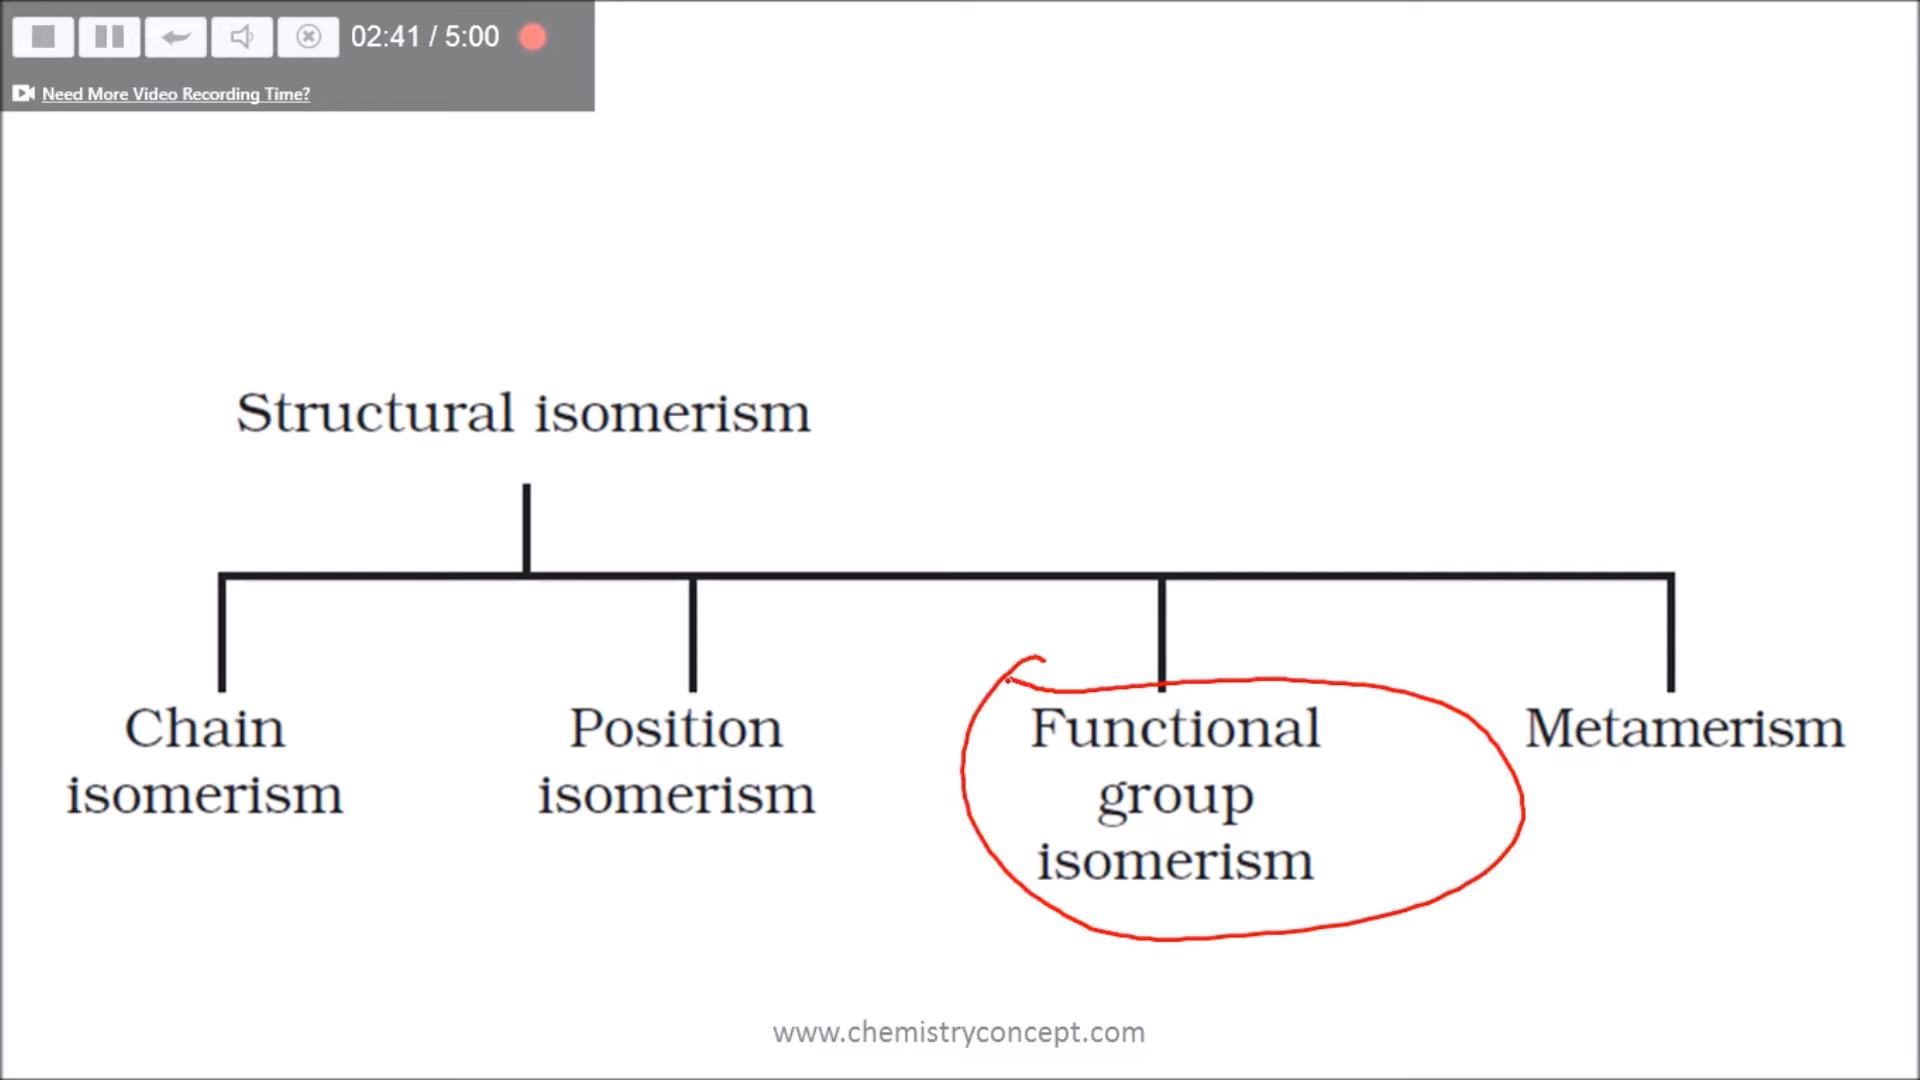 02:41 / 5:00
Need More Video Recording Time?
Structural isomerism
Chain
isomerism
Position
isomerism
Functional
group
isomerism
Metamerism
www.chemistryconcept.com